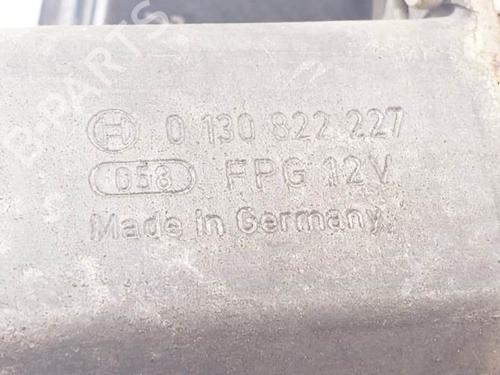 0 130 822 227
058 FPG 12V
Made in Germany
B-PARTS